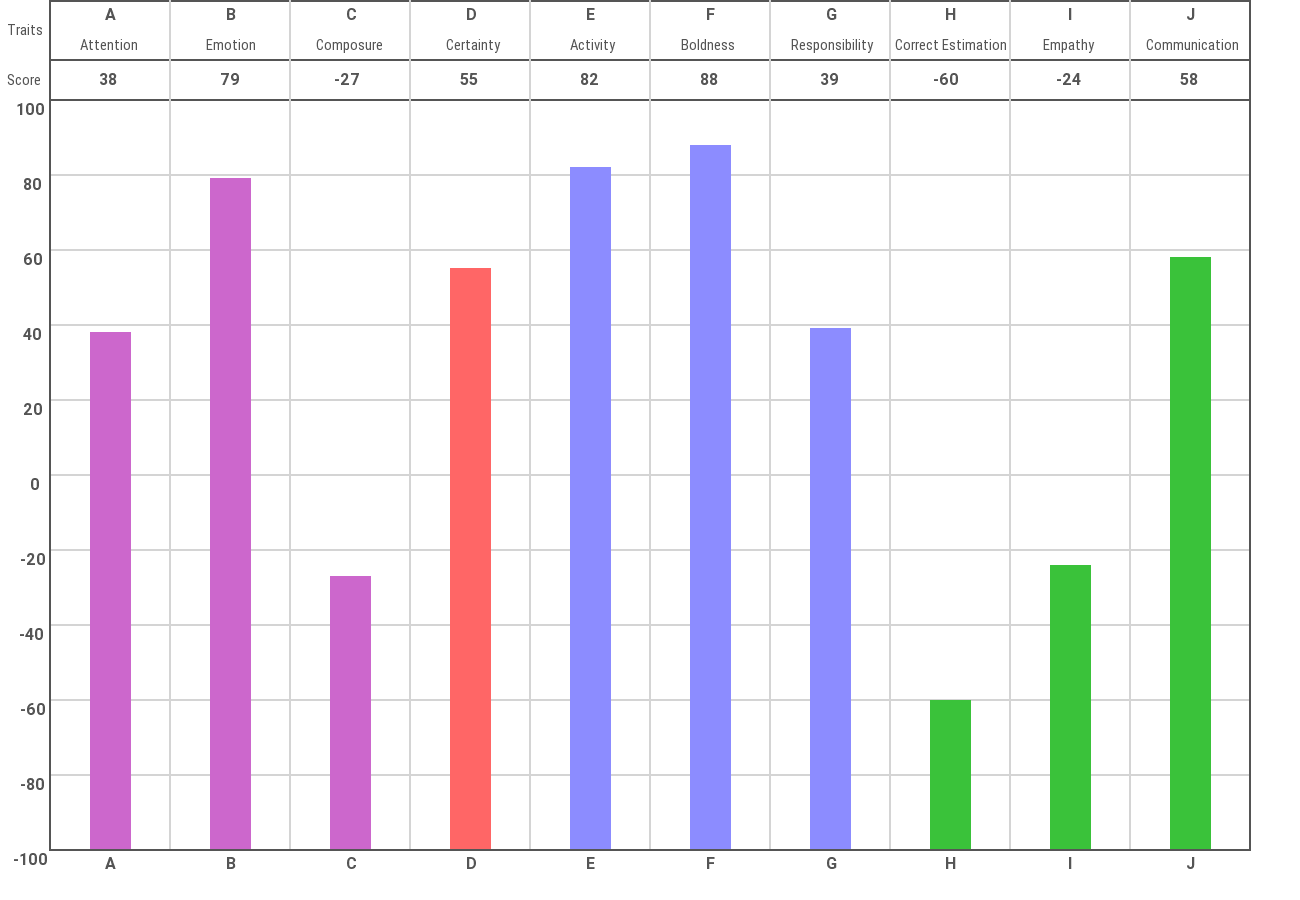 Traits A B C D E F G H I J
Attention Emotion Composure Certainty Activity Boldness Responsibility Correct Estimation Empathy Communication
Score 38 79 -27 55 82 88 39 -60 -24 58
100
80
60
40
20
0
-20
-40
-60
-80
-100
A B C D E F G H I J